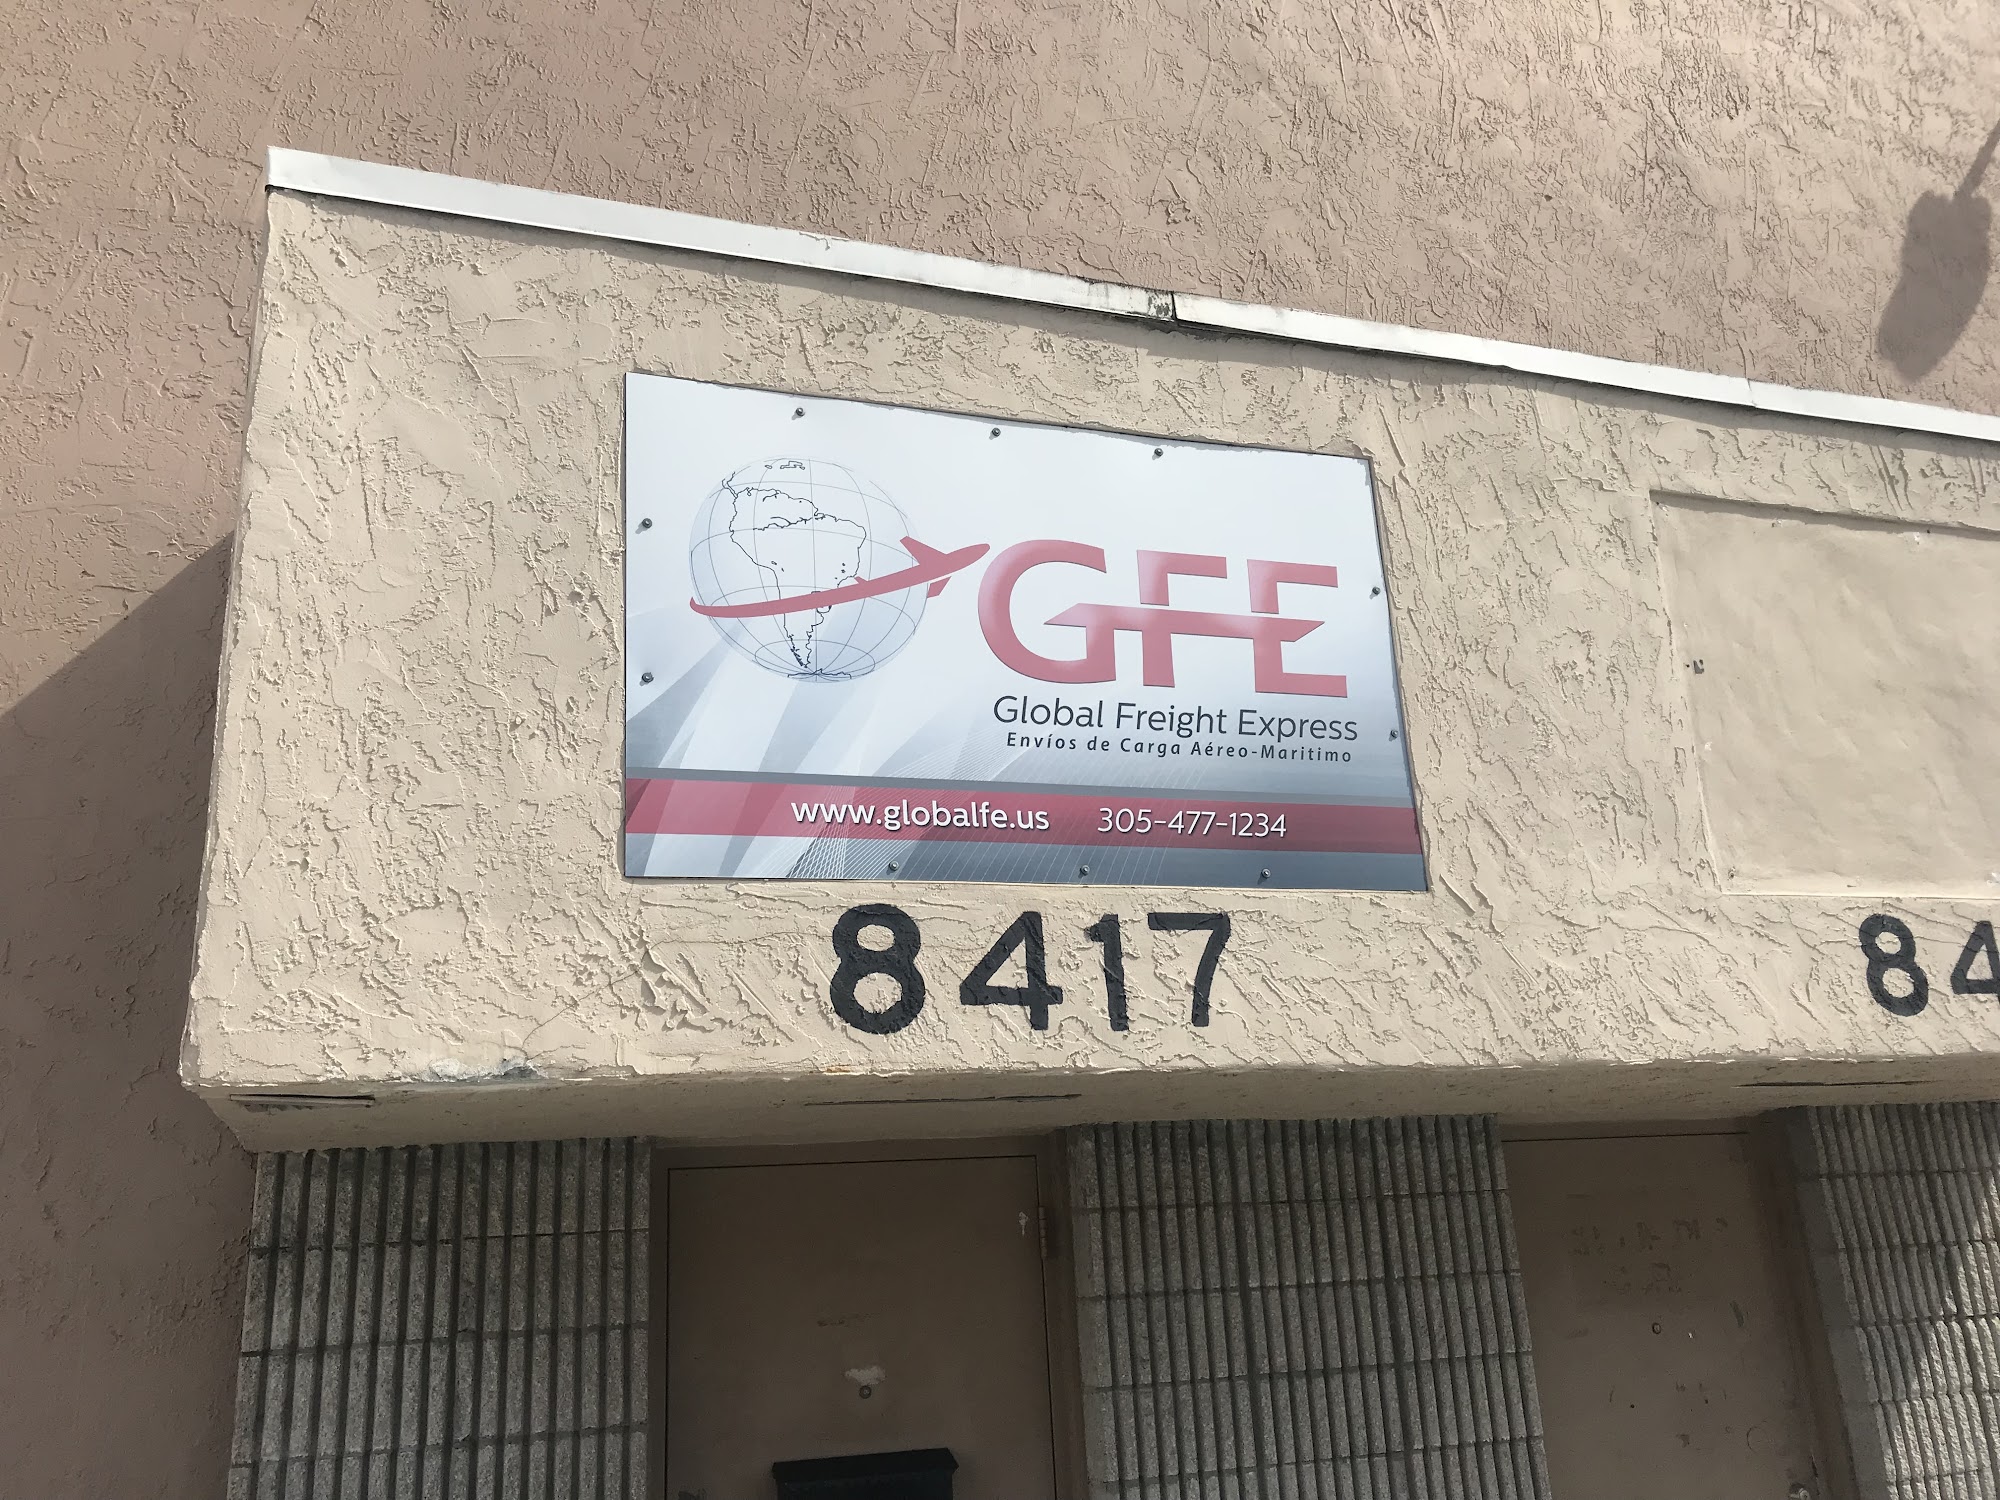 GFE
Global Freight Express
Envíos de Carga Aéreo-Maritimo
www.globalfe.us 305-477-1234
8417
84